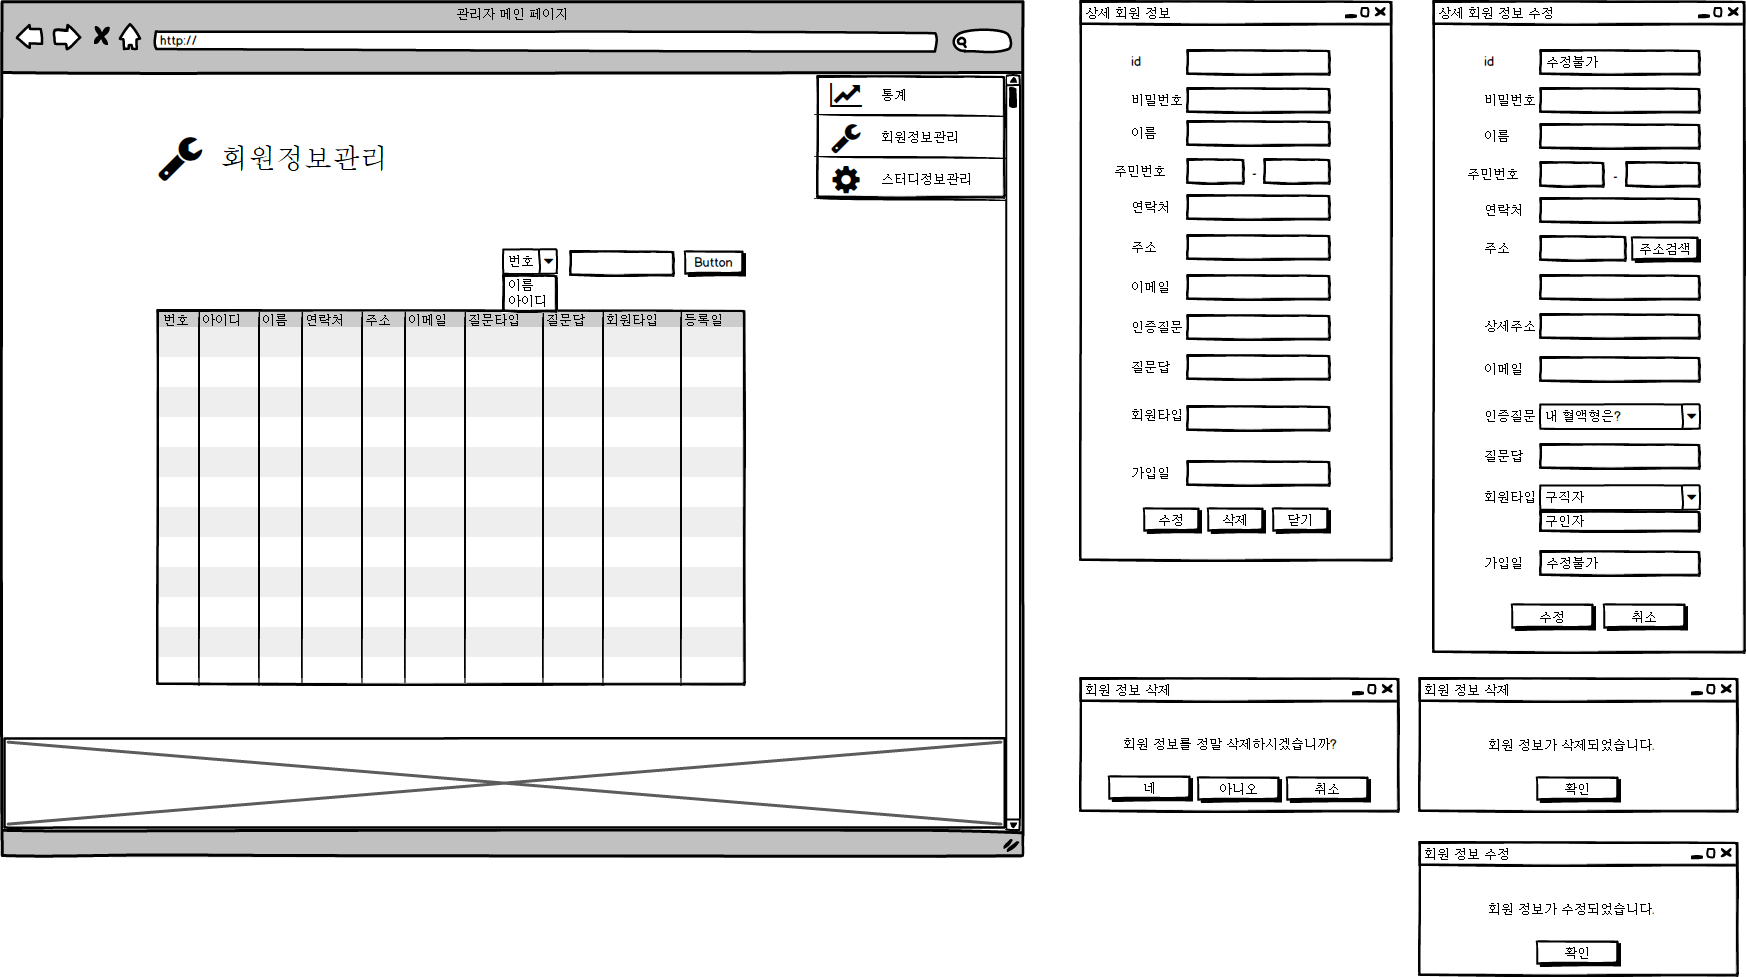 관리자 메인 페이지
http://
통계
회원정보관리
스터디정보관리
회원정보관리
번호
Button
이름
아이디
번호 아이디 이름 연락처 주소 이메일 질문타입 질문답 회원타입 등록일
상세 회원 정보
id
비밀번호
이름
주민번호 -
연락처
주소
이메일
인증질문
질문답
회원타입
가입일
수정 삭제 닫기
상세 회원 정보 수정
id 수정불가
비밀번호
이름
주민번호 -
연락처
주소 주소검색
상세주소
이메일
인증질문 내 혈액형은?
질문답
회원타입 구직자
구인자
가입일 수정불가
수정 취소
회원 정보 삭제
회원 정보를 정말 삭제하시겠습니까?
네 아니오 취소
회원 정보 삭제
회원 정보가 삭제되었습니다.
확인
회원 정보 수정
회원 정보가 수정되었습니다.
확인